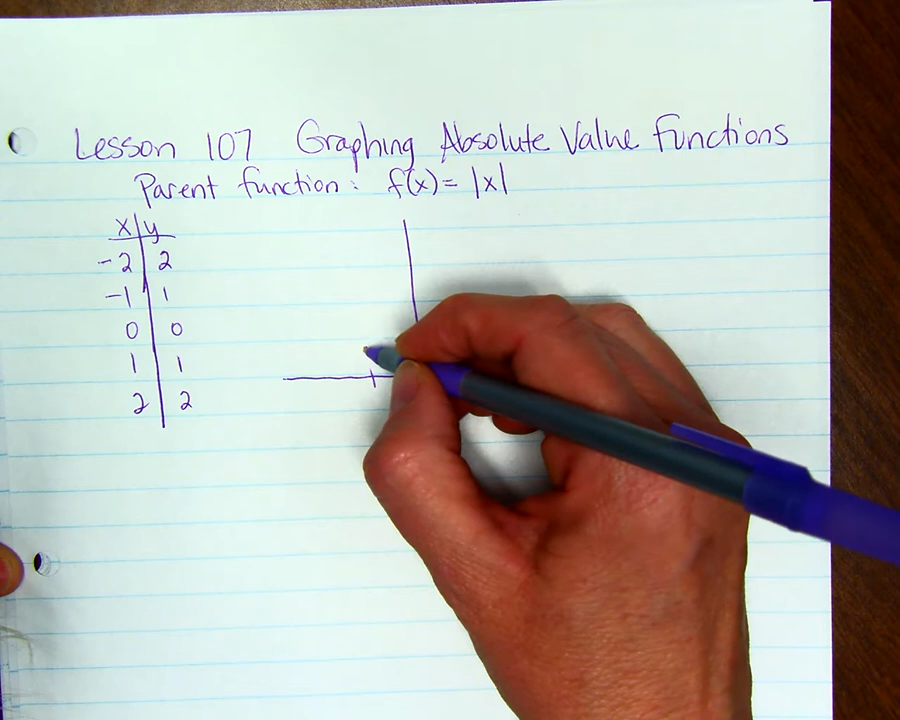 Lesson 107 Graphing Absolute Value Functions
Parent function: f(x) = |x|
x y
-2 2
-1 1
0 0
1 1
2 2